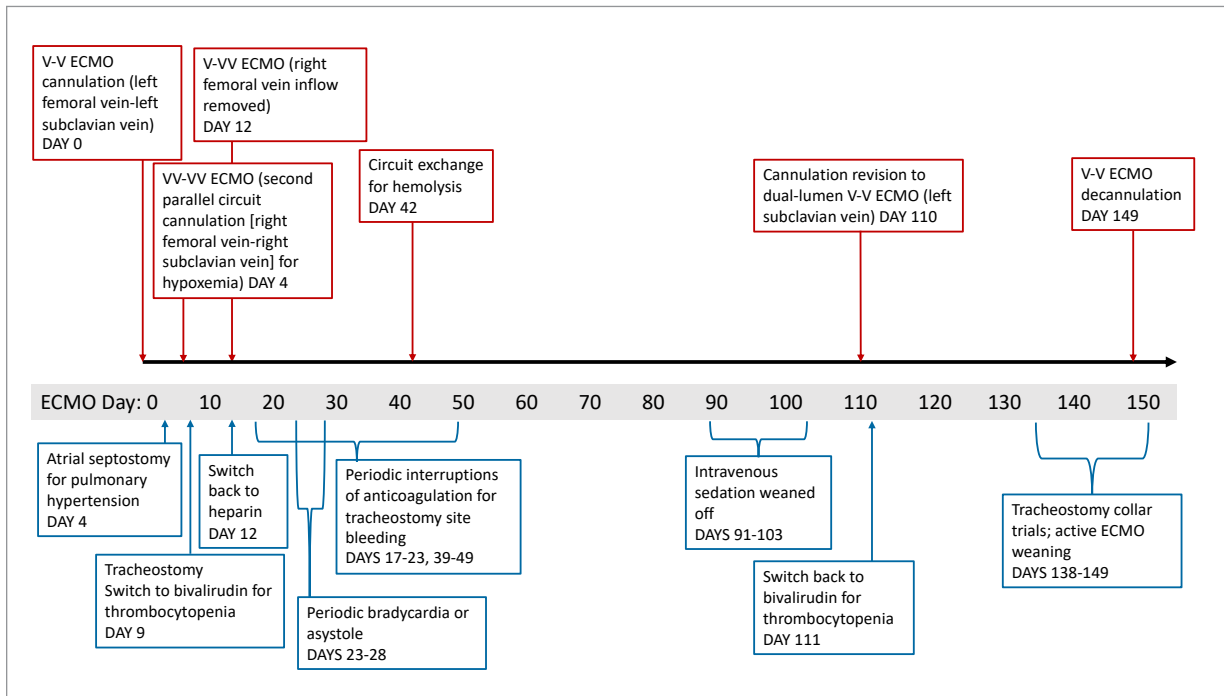 V-V ECMO
cannulation (left
femoral vein-left
subclavian vein)
DAY 0
V-VV ECMO (right
femoral vein inflow
removed)
DAY 12
VV-VV ECMO (second
parallel circuit
cannulation [right
femoral vein-right
subclavian vein] for
hypoxemia) DAY 4
Circuit exchange
for hemolysis
DAY 42
Cannulation revision to
dual-lumen V-V ECMO (left
subclavian vein) DAY 110
V-V ECMO
decannulation
DAY 149
ECMO Day: 0 10 20 30 40 50 60 70 80 90 100 110 120 130 140 150
Atrial septostomy
for pulmonary
hypertension
DAY 4
Tracheostomy
Switch to bivalirudin for
thrombocytopenia
DAY 9
Switch
back to
heparin
DAY 12
Periodic bradycardia or
asystole
DAYS 23-28
Periodic interruptions
of anticoagulation for
tracheostomy site
bleeding
DAYS 17-23, 39-49
Intravenous
sedation weaned
off
DAYS 91-103
Switch back to
bivalirudin for
thrombocytopenia
DAY 111
Tracheostomy collar
trials; active ECMO
weaning
DAYS 138-149